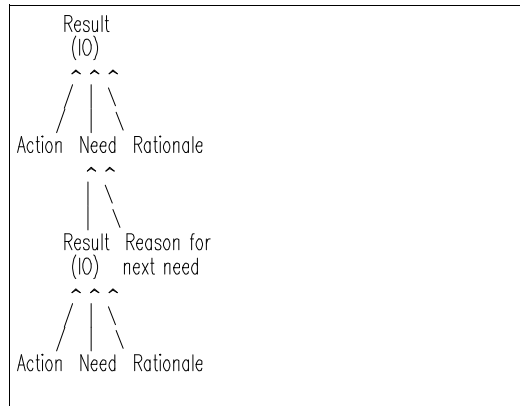 Result
(IO)
^ ^ ^
Action Need Rationale
^ ^
Result Reason for
(IO) next need
^ ^ ^
Action Need Rationale